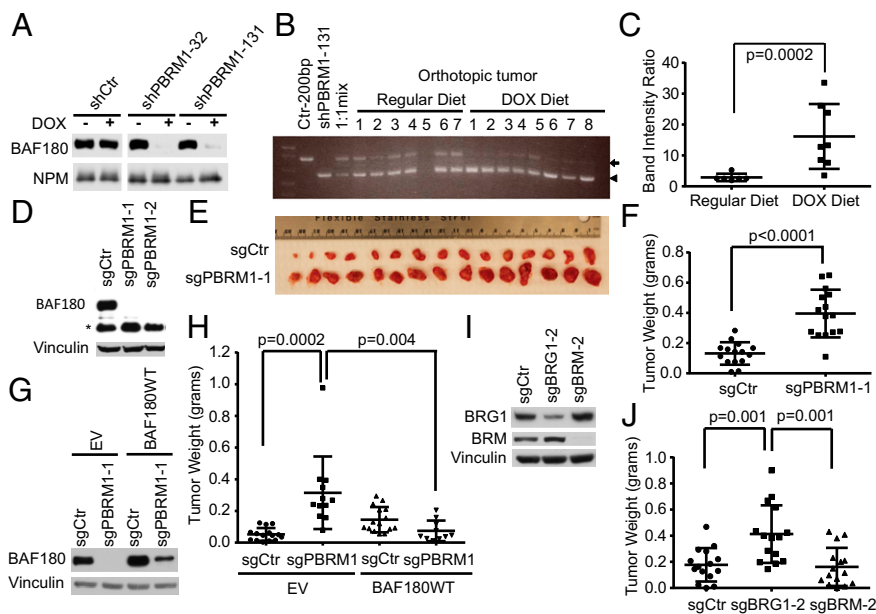 A
shCtr
shPBRM1-32
shPBRM1-131
DOX - + - + - +
BAF180
NPM
B
Ctr-200bp
shPBRM1-131
1:1mix
Orthotopic tumor
Regular Diet DOX Diet
1 2 3 4 5 6 7 1 2 3 4 5 6 7 8
C
p=0.0002
Band Intensity Ratio
40
30
20
10
0
Regular Diet DOX Diet
D
sgCtr
sgPBRM1-1
sgPBRM1-2
BAF180
*
Vinculin
E
Flexible Stainless Steel
sgCtr
sgPBRM1-1
F
p<0.0001
Tumor Weight (grams)
0.8
0.6
0.4
0.2
0.0
sgCtr sgPBRM1-1
G
EV
BAF180WT
sgCtr
sgPBRM1-1
sgCtr
sgPBRM1-1
BAF180
Vinculin
H
p=0.0002 p=0.004
Tumor Weight (grams)
1.2
1.0
0.8
0.6
0.4
0.2
0.0
sgCtr sgPBRM1 sgCtr sgPBRM1
EV BAF180WT
I
sgCtr
sgBRG1-2
sgBRM-2
BRG1
BRM
Vinculin
J
p=0.001 p=0.001
Tumor Weight (grams)
1.0
0.8
0.6
0.4
0.2
0.0
sgCtr sgBRG1-2 sgBRM-2